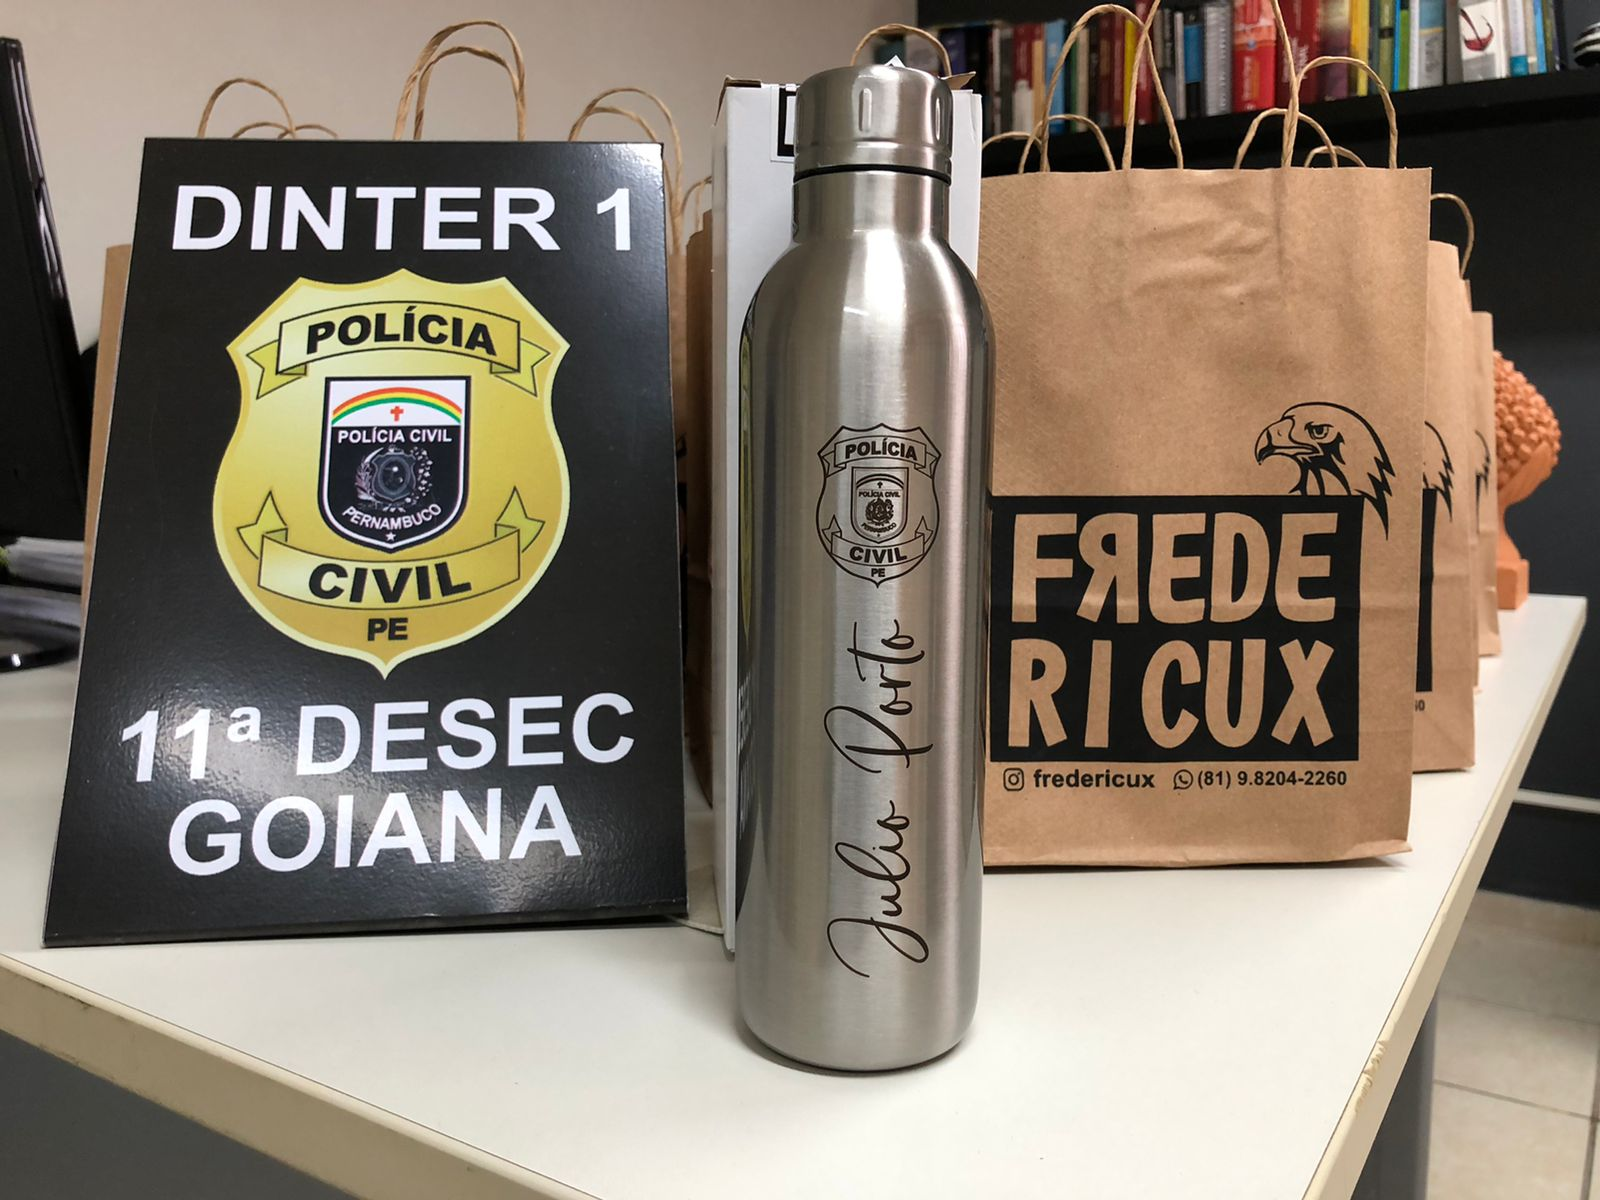 DINTER 1
POLÍCIA
POLÍCIA CIVIL
PERNAMBUCO
CIVIL
PE
11ª DESEC
GOIANA
POLÍCIA
POLÍCIA CIVIL
PERNAMBUCO
CIVIL
PE
Julio Porto
FREDE
RICUX
fredericux (81) 9.8204-2260